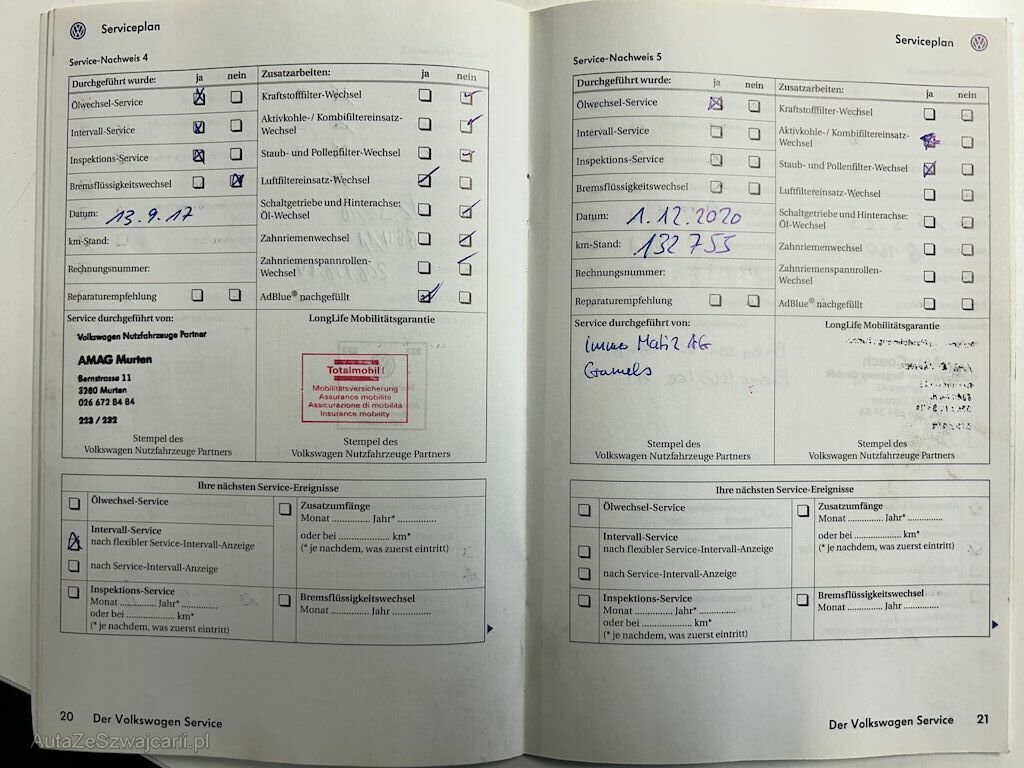 Serviceplan
Service-Nachweis 4
Durchgeführt wurde: ja nein
Ölwechsel-Service
Intervall-Service
Inspektions-Service
Bremsflüssigkeitswechsel
Datum: 13.9.17
km-Stand:
Rechnungsnummer:
Reparaturempfehlung
Zusatzarbeiten: ja nein
Kraftstofffilter-Wechsel
Aktivkohle-/ Kombifiltereinsatz-
Wechsel
Staub- und Pollenfilter-Wechsel
Luftfiltereinsatz-Wechsel
Schaltgetriebe und Hinterachse:
Öl-Wechsel
Zahnriemenwechsel
Zahnriemenspannrollen-
Wechsel
AdBlue® nachgefüllt
Service durchgeführt von:
Volkswagen Nutzfahrzeuge Partner
AMAG Murten
Bernstrasse 11
3280 Murten
026 672 84 84
223 / 232
Stempel des
Volkswagen Nutzfahrzeuge Partners
LongLife Mobilitätsgarantie
Totalmobil!
Mobilitätsversicherung
Assurance mobilité
Assicurazione di mobilità
Insurance mobility
Stempel des
Volkswagen Nutzfahrzeuge Partners
Ihre nächsten Service-Ereignisse
Ölwechsel-Service
Intervall-Service
nach flexibler Service-Intervall-Anzeige
nach Service-Intervall-Anzeige
Inspektions-Service
Monat ............ Jahr* ............
oder bei ............ km*
(* je nachdem, was zuerst eintritt)
Zusatzumfänge
Monat ............ Jahr* ............
oder bei ............ km*
(* je nachdem, was zuerst eintritt)
Bremsflüssigkeitswechsel
Monat ............ Jahr ............
20 Der Volkswagen Service
AutaZeSzwajcarii.pl
Serviceplan
Service-Nachweis 5
Durchgeführt wurde: ja nein
Ölwechsel-Service
Intervall-Service
Inspektions-Service
Bremsflüssigkeitswechsel
Datum: 1.12.2020
km-Stand: 132755
Rechnungsnummer:
Reparaturempfehlung
Zusatzarbeiten: ja nein
Kraftstofffilter-Wechsel
Aktivkohle-/ Kombifiltereinsatz-
Wechsel
Staub- und Pollenfilter-Wechsel
Luftfiltereinsatz-Wechsel
Schaltgetriebe und Hinterachse:
Öl-Wechsel
Zahnriemenwechsel
Zahnriemenspannrollen-
Wechsel
AdBlue® nachgefüllt
Service durchgeführt von:
AG
Stempel des
Volkswagen Nutzfahrzeuge Partners
LongLife Mobilitätsgarantie
Stempel des
Volkswagen Nutzfahrzeuge Partners
Ihre nächsten Service-Ereignisse
Ölwechsel-Service
Intervall-Service
nach flexibler Service-Intervall-Anzeige
nach Service-Intervall-Anzeige
Inspektions-Service
Monat ............ Jahr* ............
oder bei ............ km*
(* je nachdem, was zuerst eintritt)
Zusatzumfänge
Monat ............ Jahr* ............
oder bei ............ km*
(* je nachdem, was zuerst eintritt)
Bremsflüssigkeitswechsel
Monat ............ Jahr ............
Der Volkswagen Service 21